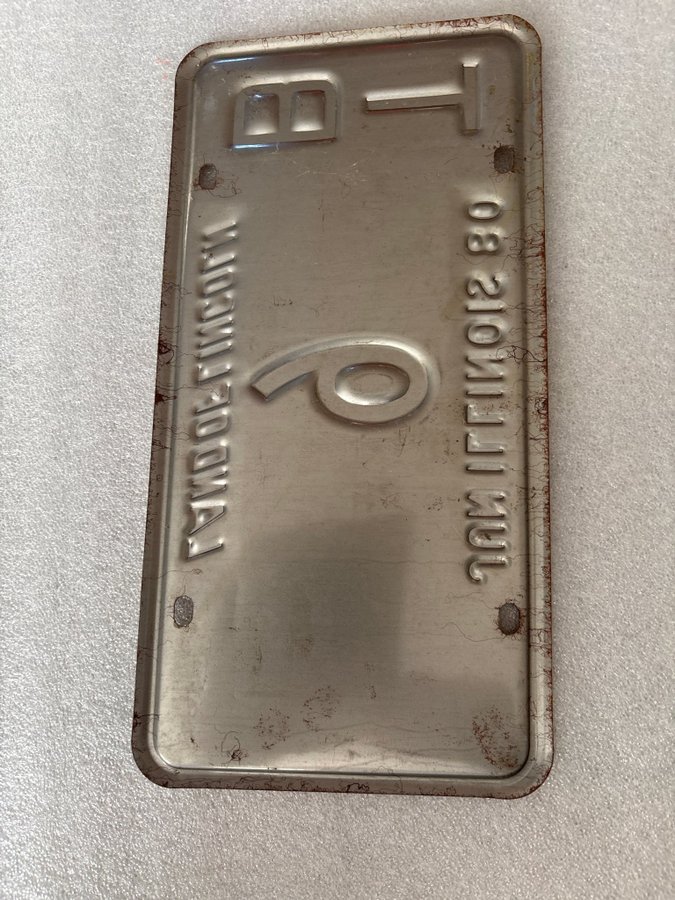 JUN ILLINOIS 80
9 T
B
LAND OF LINCOLN